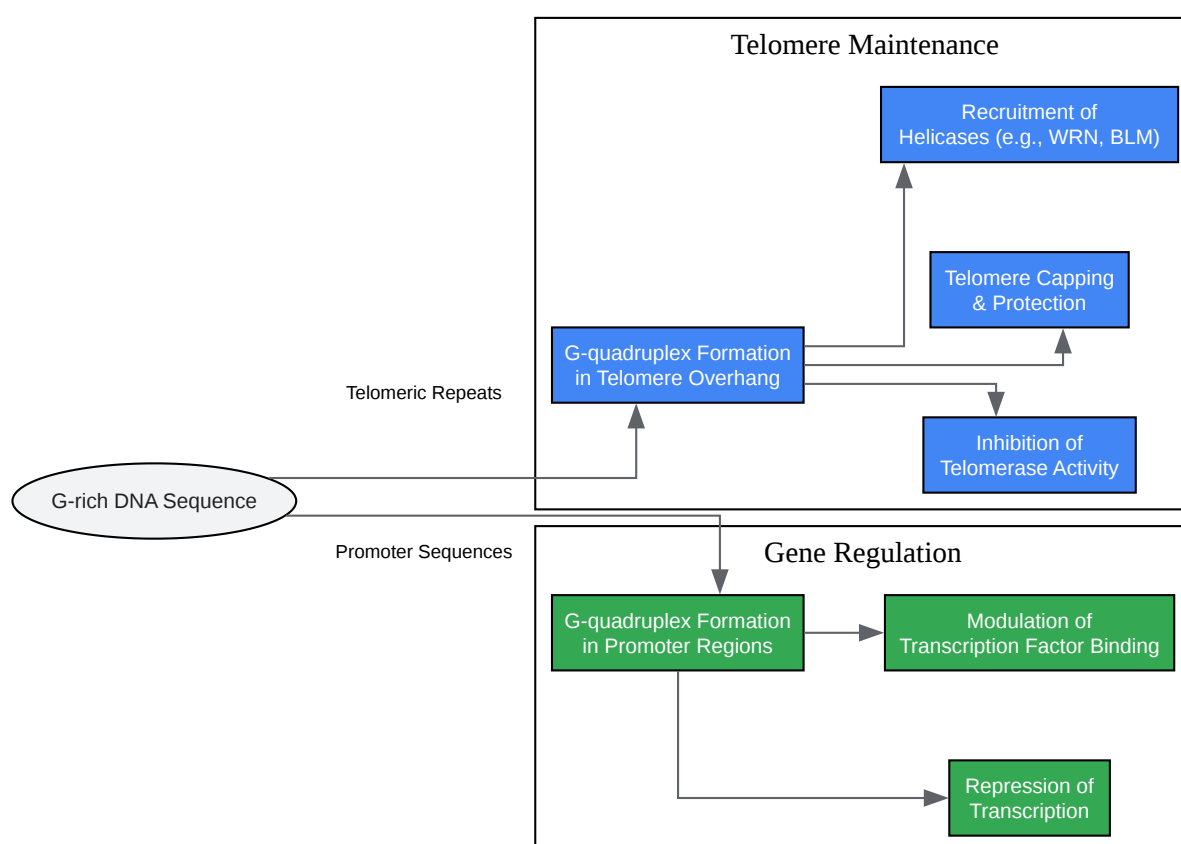 Telomere Maintenance
Recruitment of
Helicases (e.g., WRN, BLM)
Telomere Capping
& Protection
G-quadruplex Formation
in Telomere Overhang
Telomeric Repeats
Inhibition of
Telomerase Activity
G-rich DNA Sequence
Promoter Sequences
Gene Regulation
G-quadruplex Formation
in Promoter Regions
Modulation of
Transcription Factor Binding
Repression of
Transcription